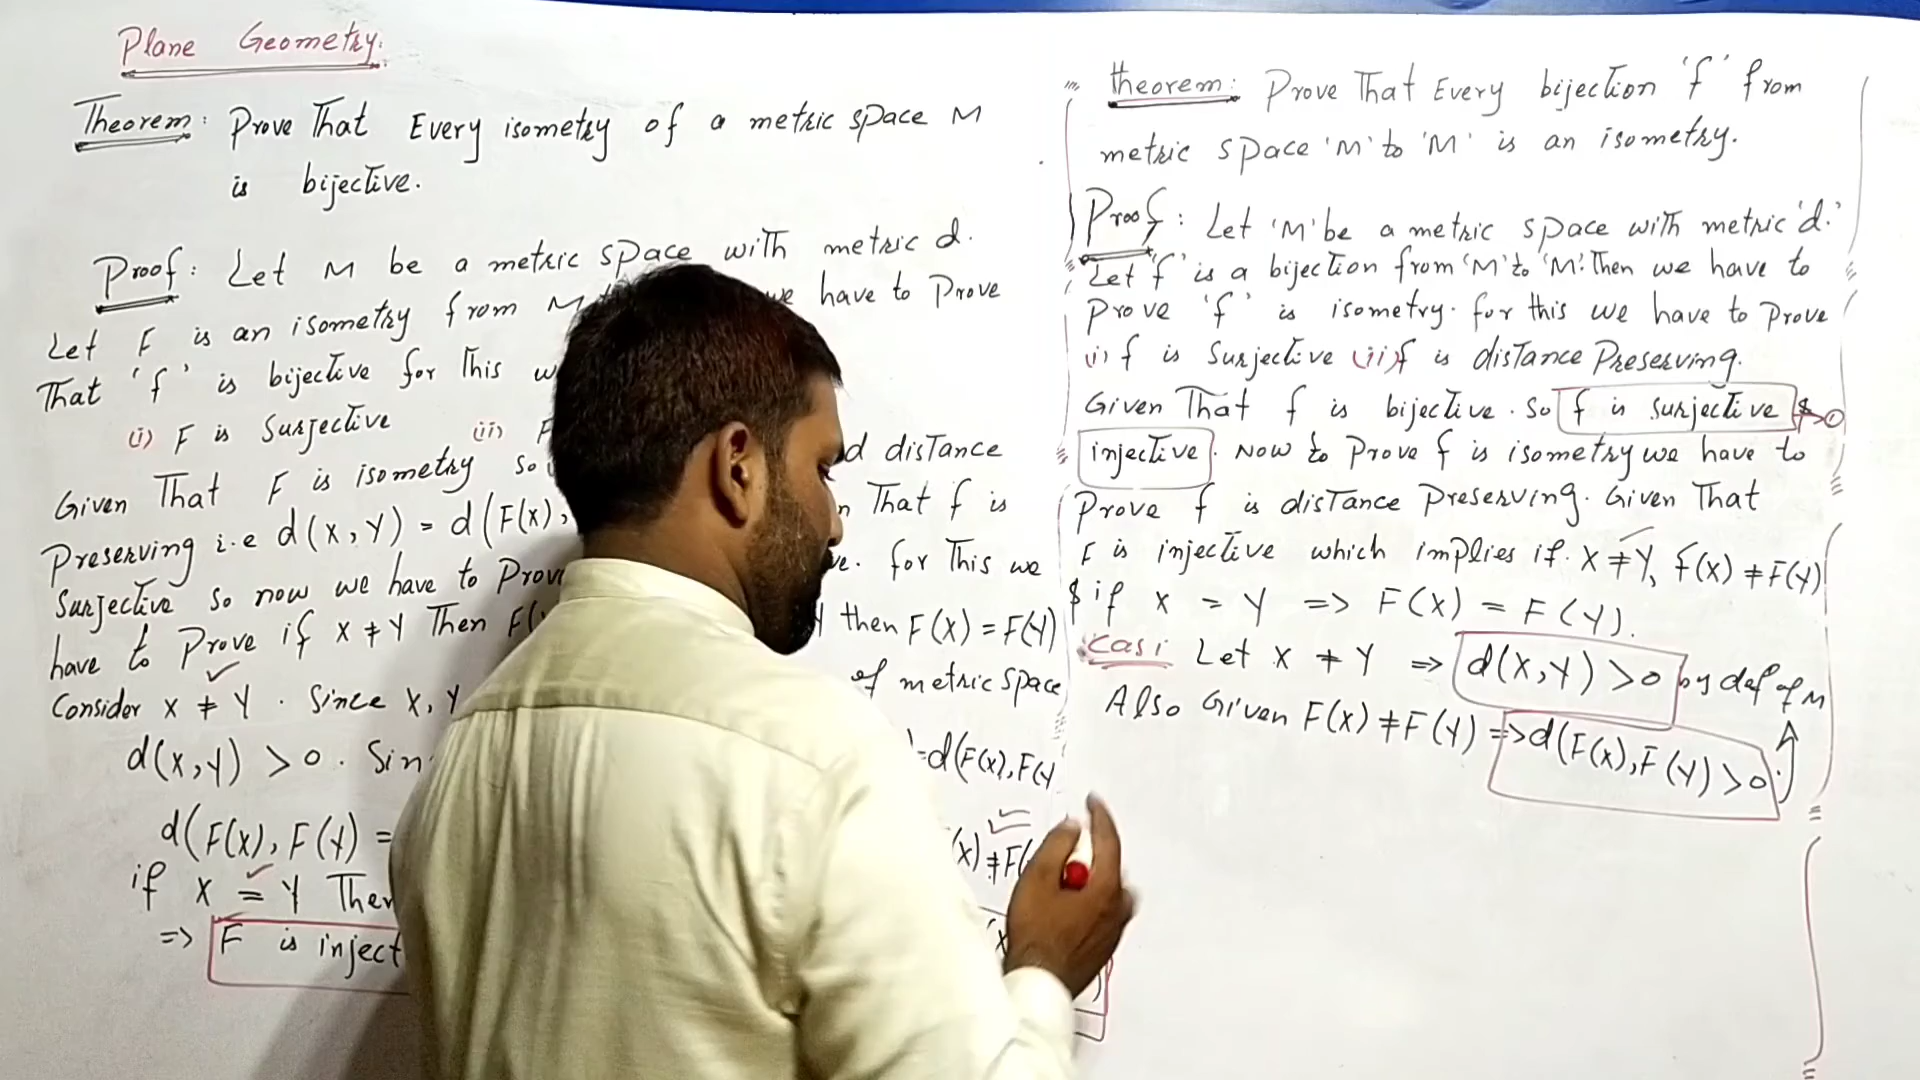 Plane Geometry.
Theorem: Prove That Every isometry of a metric space M
is bijective.
Proof: Let M be a metric space with metric d.
Let F is an isometry from M we have to Prove
That 'f' is bijective for This
(i) F is Surjective (ii) F
Given That F is isometry so d distance
Preserving i.e d(x,Y) = d(F(x), That f is
Surjective so now we have to Prov for This we
have to Prove if x ≠ Y Then F( then F(x) = F(Y)
Consider x ≠ Y . Since x, Y of metric space
d(x,y) > 0 . Sin =d(F(x), F(Y
d(F(x), F(Y) = (x) ≠ F(
if x = Y Then
=> F is inject
theorem: Prove That Every bijection 'f' from
metric space 'M' to 'M' is an isometry.
Proof: Let 'M' be a metric space with metric 'd.'
Let 'f' is a bijection from 'M' to 'M'. Then we have to
Prove 'f' is isometry. for this we have to Prove
(i) f is Surjective (ii) f is disTance Preserving.
Given That f is bijective. So f is surjective $ → ①
injective. Now to Prove f is isometry we have to
Prove f is disTance Preserving. Given That
F is injective which implies if x ≠ Y, f(x) ≠ F(Y)
$ if x = Y => F(x) = F(Y).
Cas i Let x ≠ Y => d(x,Y) > 0 by def of M
Also Given F(x) ≠ F(Y) => d(F(x), F(Y) > 0.